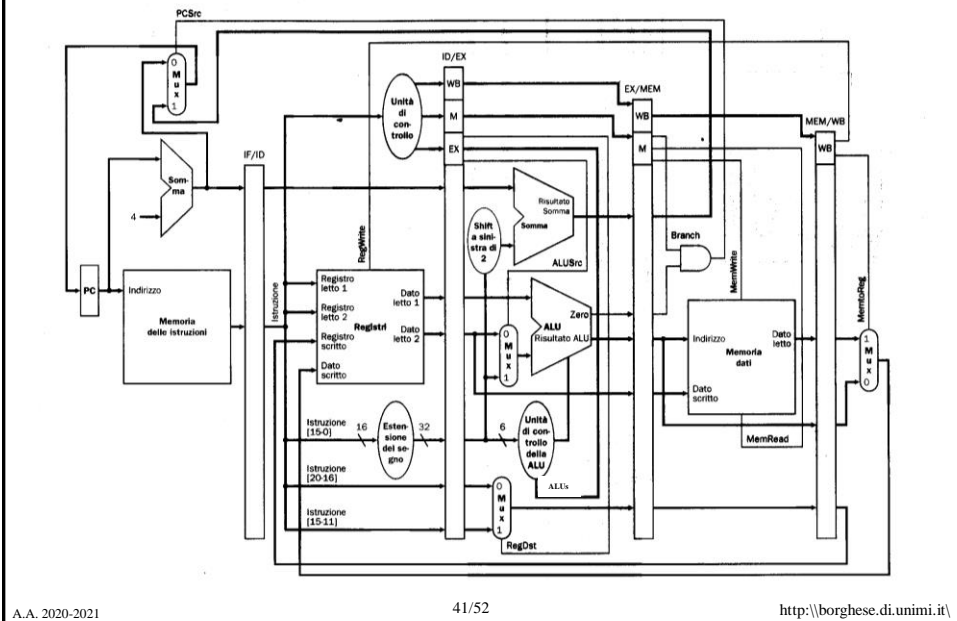 PCSrc
0
M
u
x
1
ID/EX
WB
M
EX
Unità
di
con-
trollo
EX/MEM
WB
M
MEM/WB
WB
IF/ID
Som-
ma
4
RegWrite
Shift
a sini-
stra di
2
Risultato
Somma
Somma
ALUSrc
Branch
MemWrite
MemtoReg
PC
Indirizzo
Memoria
delle istruzioni
Istruzione
Registro
letto 1
Registro
letto 2
Registro
scritto
Dato
scritto
Registri
Dato
letto 1
Dato
letto 2
0
M
u
x
1
Zero
ALU
Risultato ALU
Indirizzo
Dato
letto
Memoria
dati
Dato
scritto
1
M
u
x
0
Istruzione
[15-0]
16
Esten-
sione
del se-
gno
32
6
Unità
di con-
trollo
della
ALU
MemRead
Istruzione
[20-16]
ALUs
0
M
u
x
1
Istruzione
[15-11]
RegDst
A.A. 2020-2021
41/52
http:\\borghese.di.unimi.it\